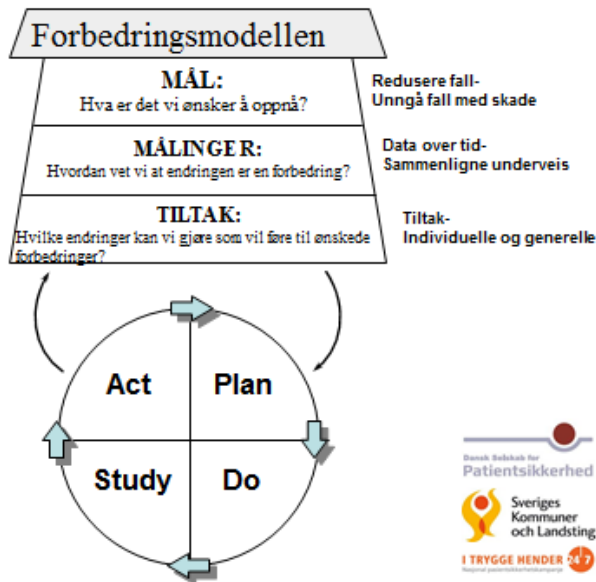 Forbedringsmodellen
MÅL:
Hva er det vi ønsker å oppnå?
Redusere fall-
Unngå fall med skade
MÅLINGER:
Hvordan vet vi at endringen er en forbedring?
Data over tid-
Sammenligne underveis
TILTAK:
Hvilke endringer kan vi gjøre som vil føre til ønskede
forbedringer?
Tiltak-
Individuelle og generelle
Act
Plan
Study
Do
Dansk Selskab for
Patientsikkerhed
Sveriges
Kommuner
och Landsting
I TRYGGE HENDER 24-7
Nasjonal pasientsikkerhetskampanje